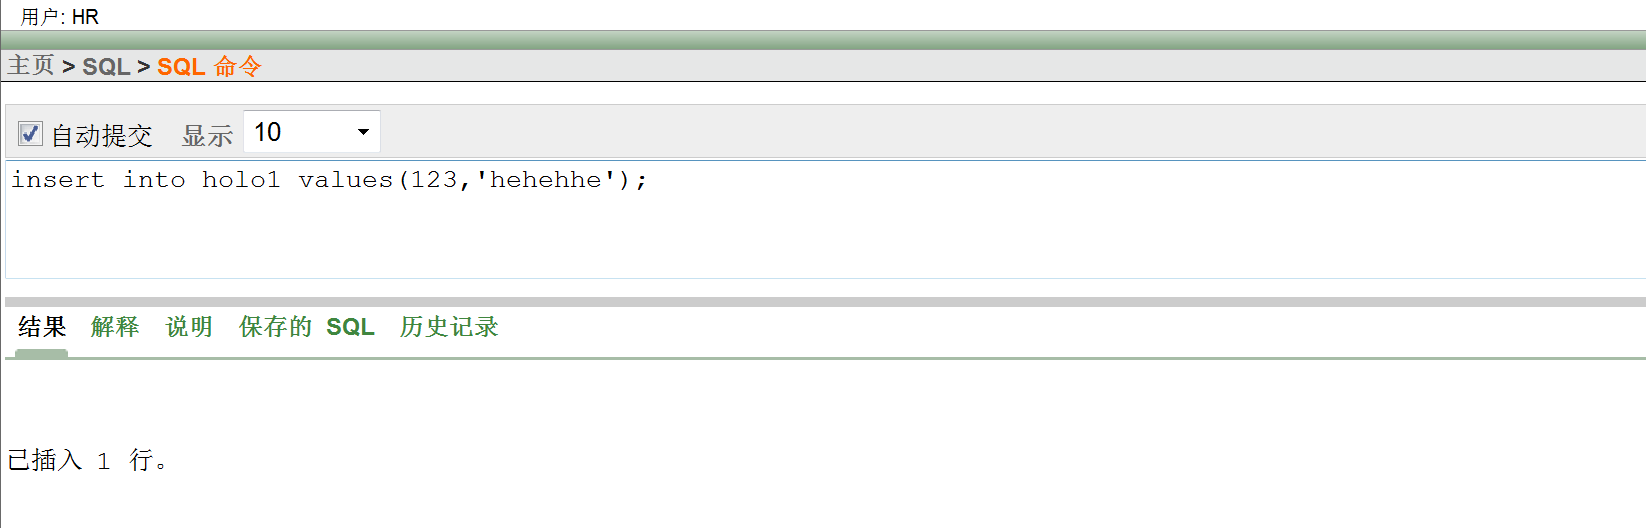 用户: HR
主页 > SQL > SQL 命令
自动提交 显示 10
insert into holo1 values(123,'hehehhe');
结果 解释 说明 保存的 SQL 历史记录
已插入 1 行。